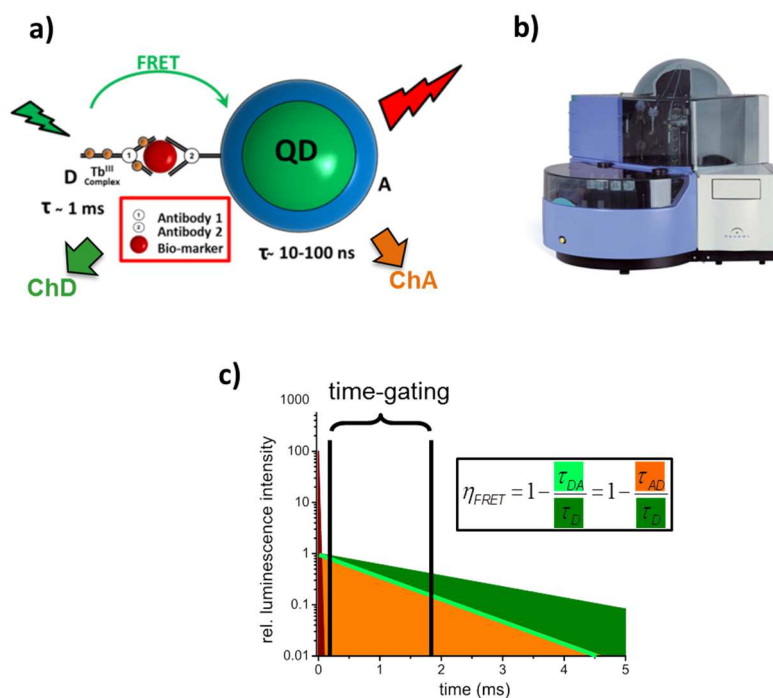 a)
b)
FRET
QD
1
2
D
Tb^III
Complex
A
τ ~ 1 ms
1 Antibody 1
2 Antibody 2
Bio-marker
τ~ 10-100 ns
ChD
ChA
c)
time-gating
1000
100
10
1
0.1
0.01
rel. luminescence intensity
η_FRET = 1 - τ_DA / τ_D = 1 - τ_AD / τ_D
0 1 2 3 4 5
time (ms)